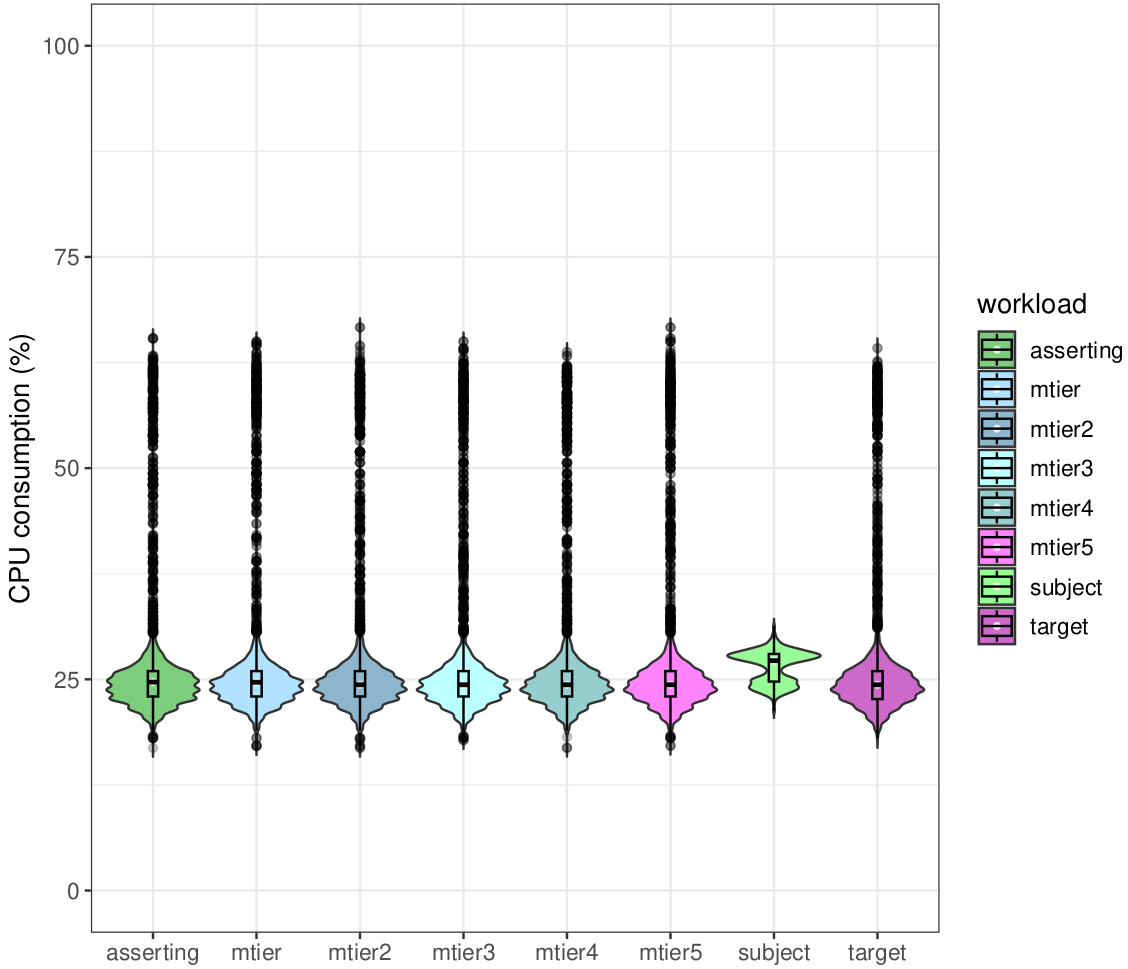 CPU consumption (%)
100
75
50
25
0
asserting mtier mtier2 mtier3 mtier4 mtier5 subject target
workload
asserting
mtier
mtier2
mtier3
mtier4
mtier5
subject
target